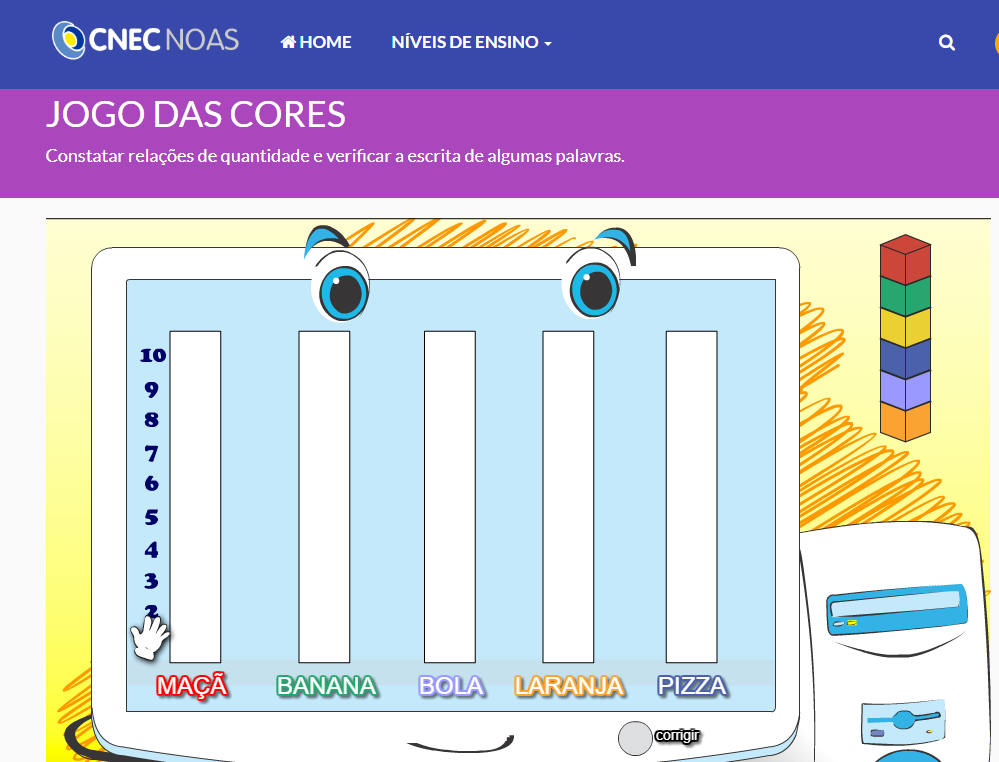 CNEC NOAS HOME NÍVEIS DE ENSINO
JOGO DAS CORES
Constatar relações de quantidade e verificar a escrita de algumas palavras.
10
9
8
7
6
5
4
3
2
MAÇÃ BANANA BOLA LARANJA PIZZA
corrigir